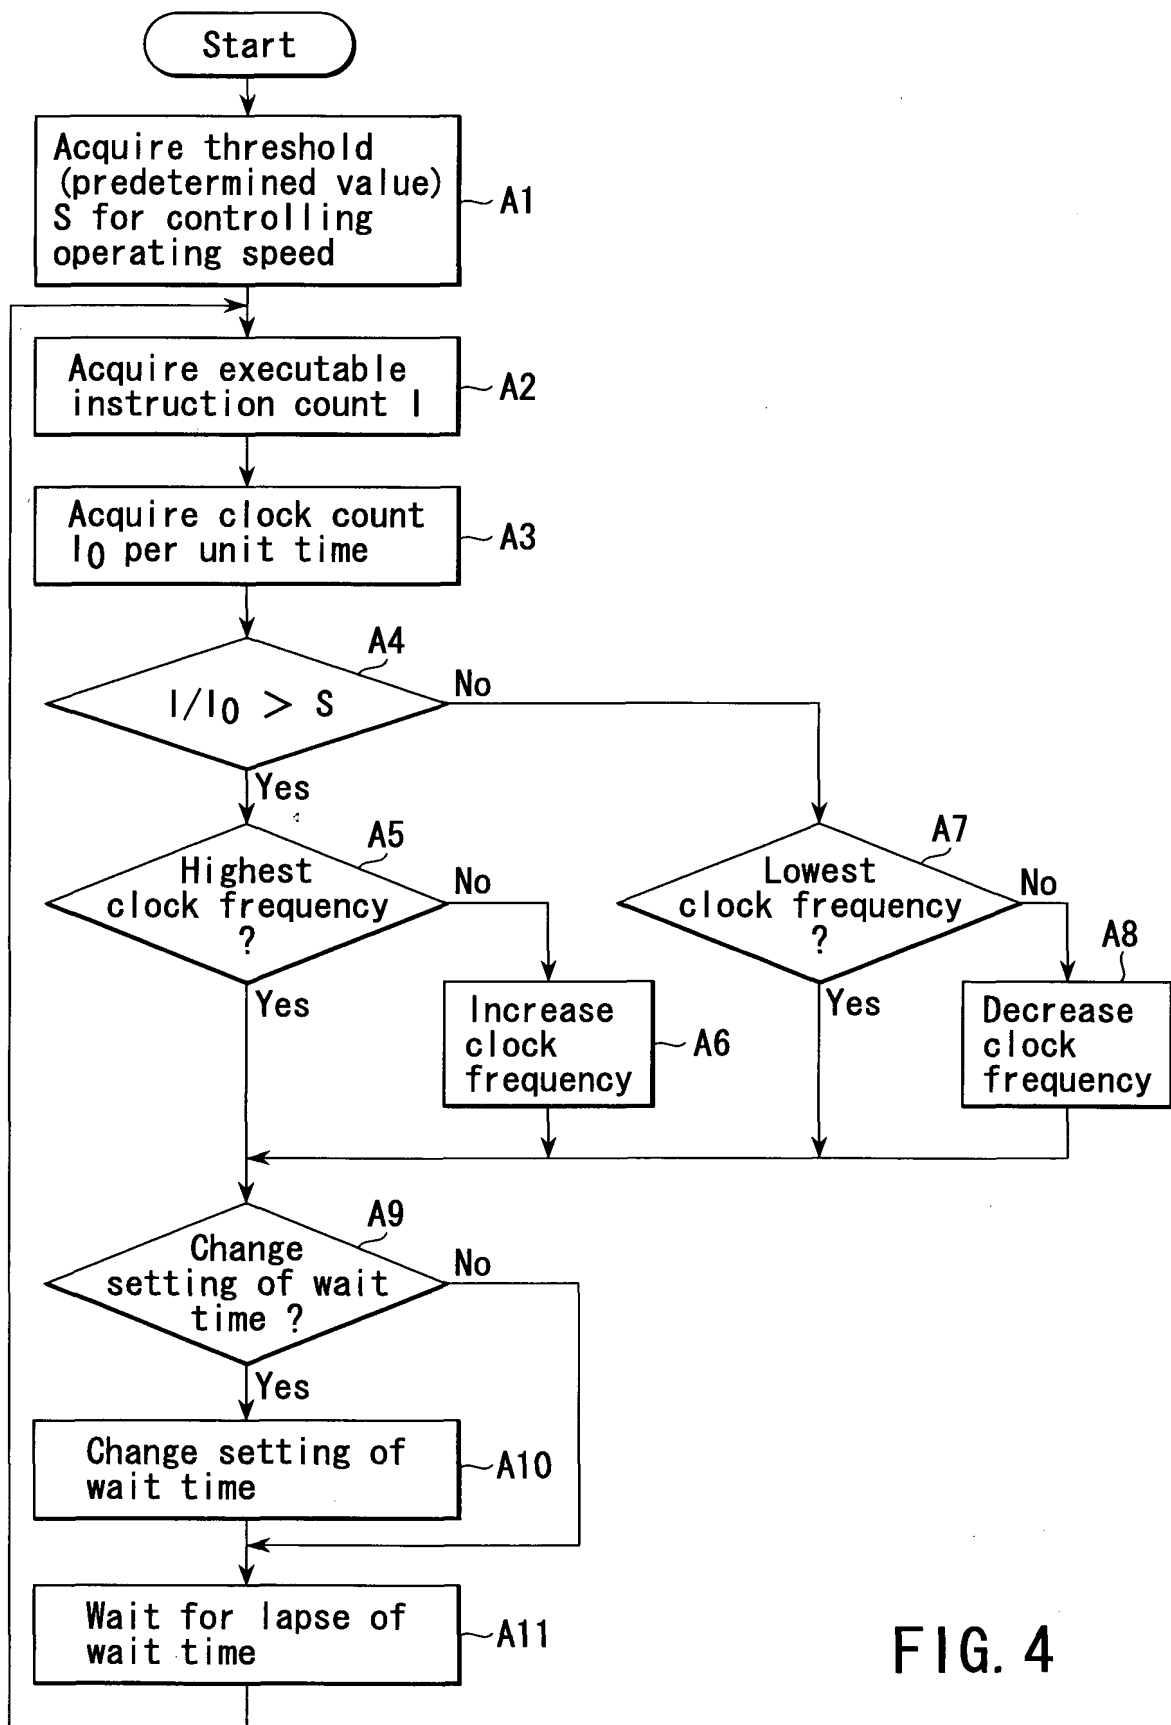 Start
Acquire threshold
(predetermined value)
S for controlling
operating speed
A1
Acquire executable
instruction count I
A2
Acquire clock count
I0 per unit time
A3
A4
I/I0 > S
No
Yes
A5
Highest
clock frequency
?
No
Yes
A7
Lowest
clock frequency
?
No
Yes
Increase
clock
frequency
A6
A8
Decrease
clock
frequency
A9
Change
setting of wait
time ?
No
Yes
Change setting of
wait time
A10
Wait for lapse of
wait time
A11
FIG. 4